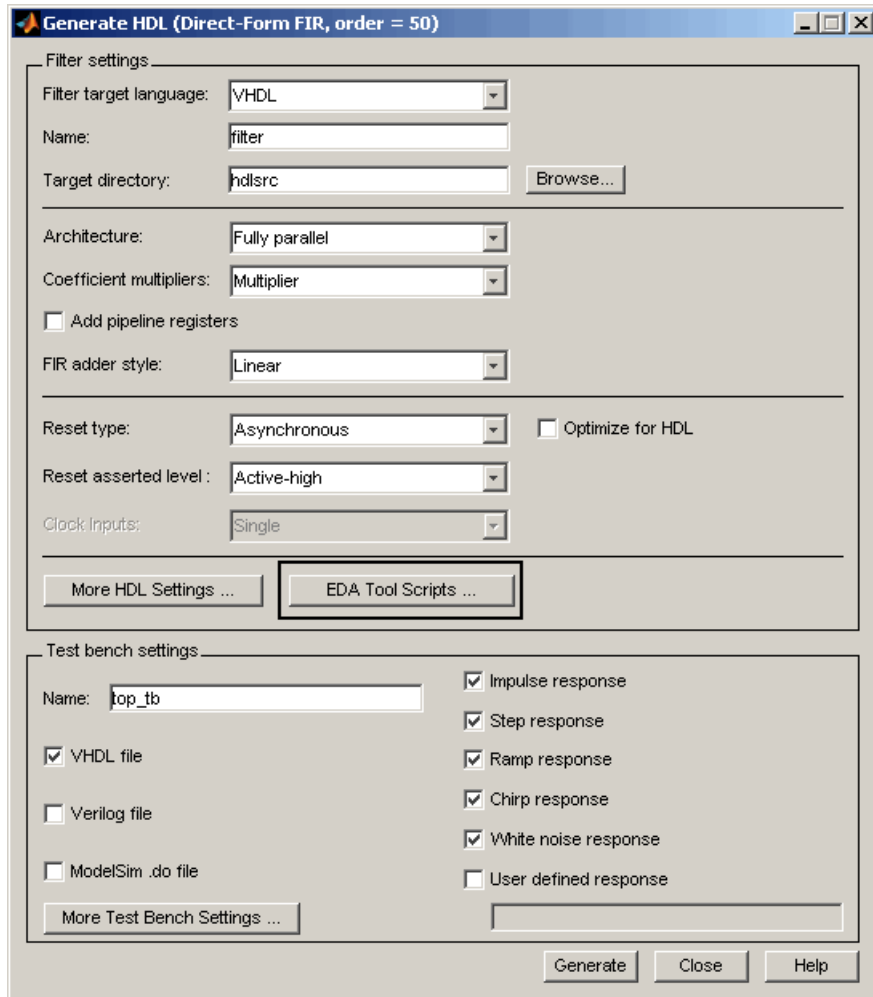 Generate HDL (Direct-Form FIR, order = 50)
Filter settings
Filter target language: VHDL
Name: filter
Target directory: hdlsrc Browse...
Architecture: Fully parallel
Coefficient multipliers: Multiplier
Add pipeline registers
FIR adder style: Linear
Reset type: Asynchronous Optimize for HDL
Reset asserted level : Active-high
Clock Inputs: Single
More HDL Settings ... EDA Tool Scripts ...
Test bench settings
Name: top_tb
VHDL file
Verilog file
ModelSim .do file
More Test Bench Settings ...
Impulse response
Step response
Ramp response
Chirp response
White noise response
User defined response
Generate Close Help